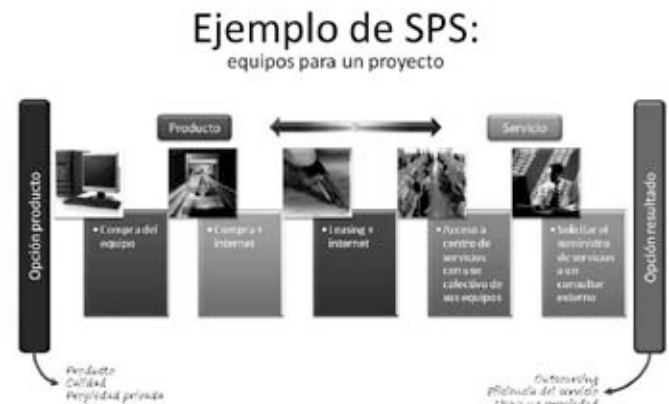 Ejemplo de SPS:
equipos para un proyecto
Producto
Servicio
Opción producto
• Compra del
equipo
• Compra +
internet
• Leasing +
internet
• Acceso a
centro de
servicios
con uso
colectivo de
sus equipos
• Solicitar el
suministro
de servicios
a un
consultor
externo
Opción resultado
Producto
Calidad
Propiedad privada
Outsourcing
Eficiencia del servicio